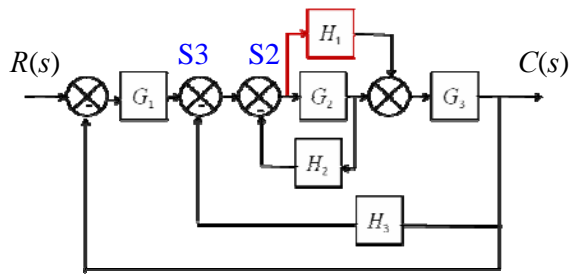 H₁
S3 S2
R(s) C(s)
G₁ G₂ G₃
- - - 
H₂
H₃